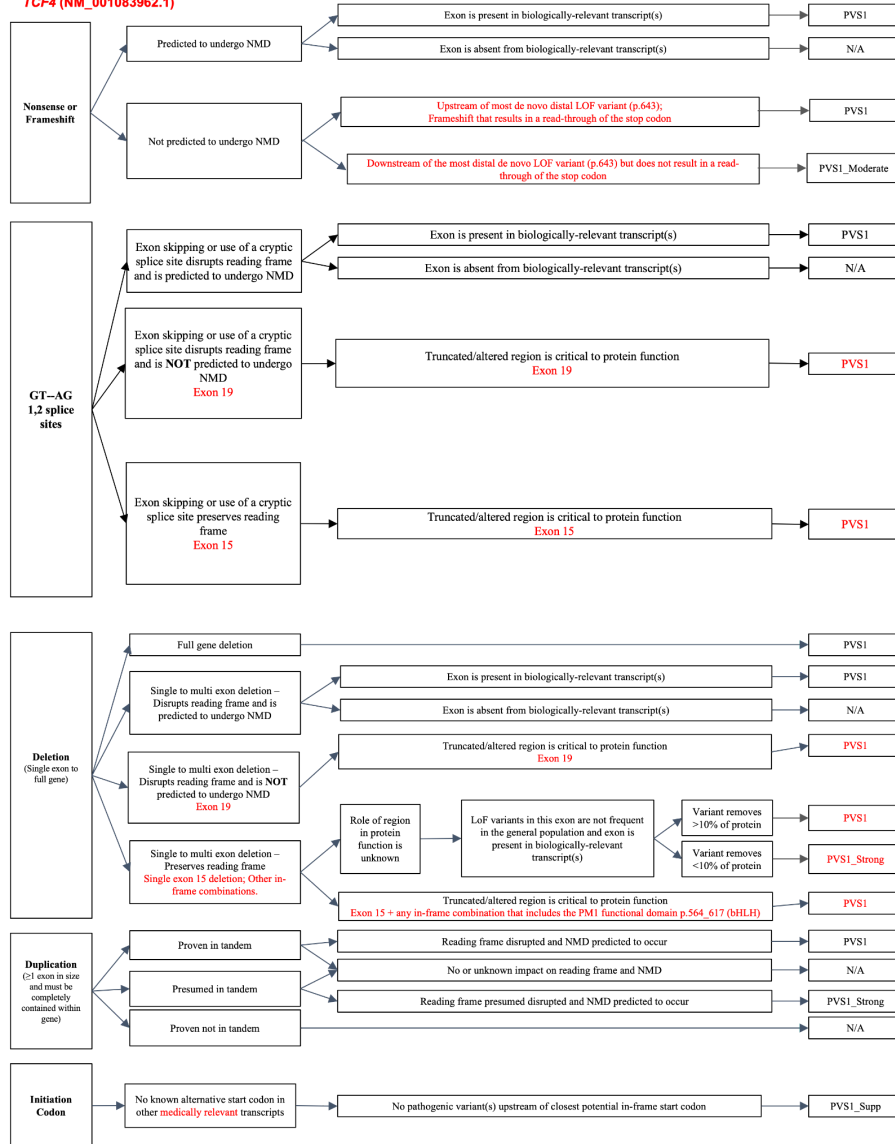 TCF4 (NM_001083962.1)
Nonsense or
Frameshift
Predicted to undergo NMD
Exon is present in biologically-relevant transcript(s)
PVS1
Exon is absent from biologically-relevant transcript(s)
N/A
Not predicted to undergo NMD
Upstream of most de novo distal LOF variant (p.643);
Frameshift that results in a read-through of the stop codon
PVS1
Downstream of the most distal de novo LOF variant (p.643) but does not result in a read-
through of the stop codon
PVS1_Moderate
GT--AG
1,2 splice
sites
Exon skipping or use of a cryptic
splice site disrupts reading frame
and is predicted to undergo NMD
Exon is present in biologically-relevant transcript(s)
PVS1
Exon is absent from biologically-relevant transcript(s)
N/A
Exon skipping or use of a cryptic
splice site disrupts reading frame
and is NOT predicted to undergo
NMD
Exon 19
Truncated/altered region is critical to protein function
Exon 19
PVS1
Exon skipping or use of a cryptic
splice site preserves reading
frame
Exon 15
Truncated/altered region is critical to protein function
Exon 15
PVS1
Deletion
(Single exon to
full gene)
Full gene deletion
PVS1
Single to multi exon deletion –
Disrupts reading frame and is
predicted to undergo NMD
Exon is present in biologically-relevant transcript(s)
PVS1
Exon is absent from biologically-relevant transcript(s)
N/A
Single to multi exon deletion –
Disrupts reading frame and is NOT
predicted to undergo NMD
Exon 19
Truncated/altered region is critical to protein function
Exon 19
PVS1
Single to multi exon deletion –
Preserves reading frame
Single exon 15 deletion; Other in-
frame combinations.
Role of region
in protein
function is
unknown
LoF variants in this exon are not frequent
in the general population and exon is
present in biologically-relevant
transcript(s)
Variant removes
>10% of protein
PVS1
Variant removes
<10% of protein
PVS1_Strong
Truncated/altered region is critical to protein function
Exon 15 + any in-frame combination that includes the PM1 functional domain p.564_617 (bHLH)
PVS1
Duplication
(≥1 exon in size
and must be
completely
contained within
gene)
Proven in tandem
Reading frame disrupted and NMD predicted to occur
PVS1
No or unknown impact on reading frame and NMD
N/A
Presumed in tandem
Reading frame presumed disrupted and NMD predicted to occur
PVS1_Strong
Proven not in tandem
N/A
Initiation
Codon
No known alternative start codon in
other medically relevant transcripts
No pathogenic variant(s) upstream of closest potential in-frame start codon
PVS1_Supp